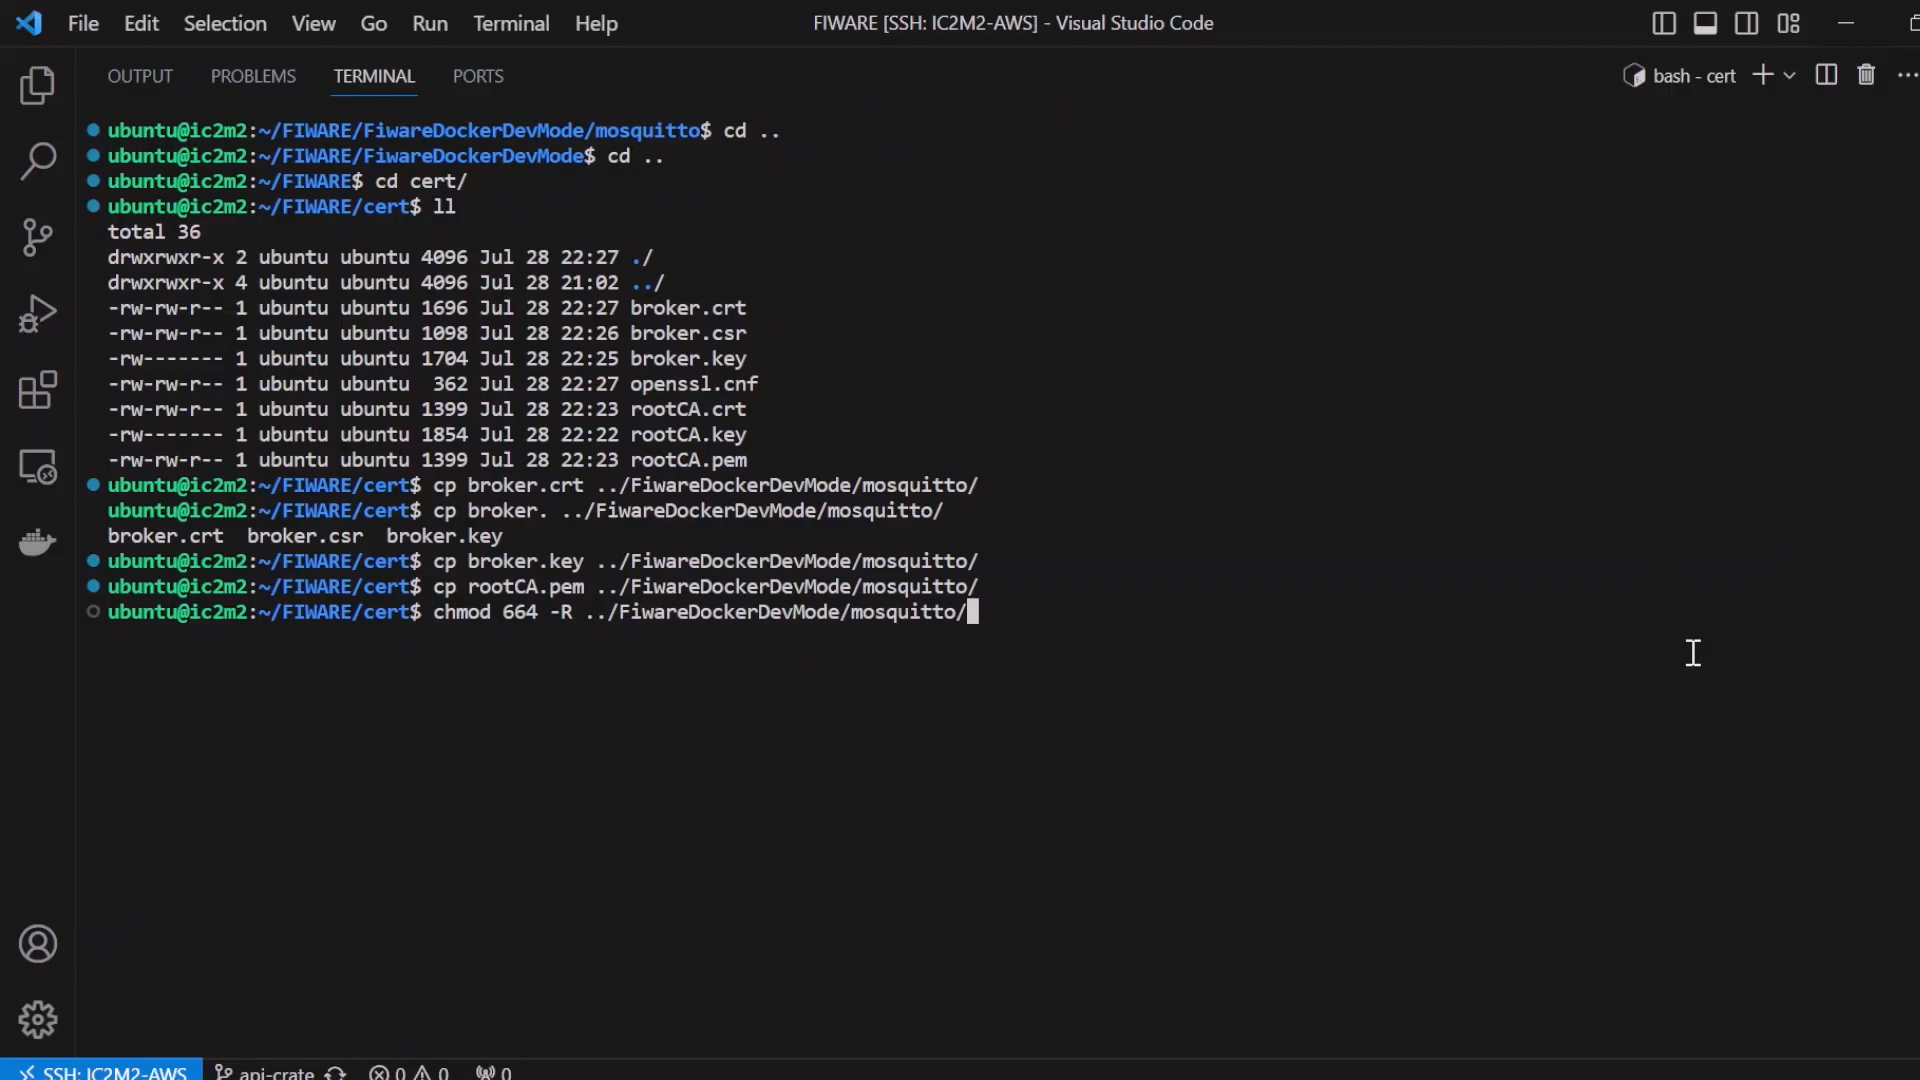 File Edit Selection View Go Run Terminal Help FIWARE [SSH: IC2M2-AWS] - Visual Studio Code
OUTPUT PROBLEMS TERMINAL PORTS bash - cert
ubuntu@ic2m2:~/FIWARE/FiwareDockerDevMode/mosquitto$ cd ..
ubuntu@ic2m2:~/FIWARE/FiwareDockerDevMode$ cd ..
ubuntu@ic2m2:~/FIWARE$ cd cert/
ubuntu@ic2m2:~/FIWARE/cert$ ll
total 36
drwxrwxr-x 2 ubuntu ubuntu 4096 Jul 28 22:27 ./
drwxrwxr-x 4 ubuntu ubuntu 4096 Jul 28 21:02 ../
-rw-rw-r-- 1 ubuntu ubuntu 1696 Jul 28 22:27 broker.crt
-rw-rw-r-- 1 ubuntu ubuntu 1098 Jul 28 22:26 broker.csr
-rw------- 1 ubuntu ubuntu 1704 Jul 28 22:25 broker.key
-rw-rw-r-- 1 ubuntu ubuntu  362 Jul 28 22:27 openssl.cnf
-rw-rw-r-- 1 ubuntu ubuntu 1399 Jul 28 22:23 rootCA.crt
-rw------- 1 ubuntu ubuntu 1854 Jul 28 22:22 rootCA.key
-rw-rw-r-- 1 ubuntu ubuntu 1399 Jul 28 22:23 rootCA.pem
ubuntu@ic2m2:~/FIWARE/cert$ cp broker.crt ../FiwareDockerDevMode/mosquitto/
ubuntu@ic2m2:~/FIWARE/cert$ cp broker. ../FiwareDockerDevMode/mosquitto/
broker.crt  broker.csr  broker.key
ubuntu@ic2m2:~/FIWARE/cert$ cp broker.key ../FiwareDockerDevMode/mosquitto/
ubuntu@ic2m2:~/FIWARE/cert$ cp rootCA.pem ../FiwareDockerDevMode/mosquitto/
ubuntu@ic2m2:~/FIWARE/cert$ chmod 664 -R ../FiwareDockerDevMode/mosquitto/
SSH: IC2M2-AWS api-crate 0 0 0